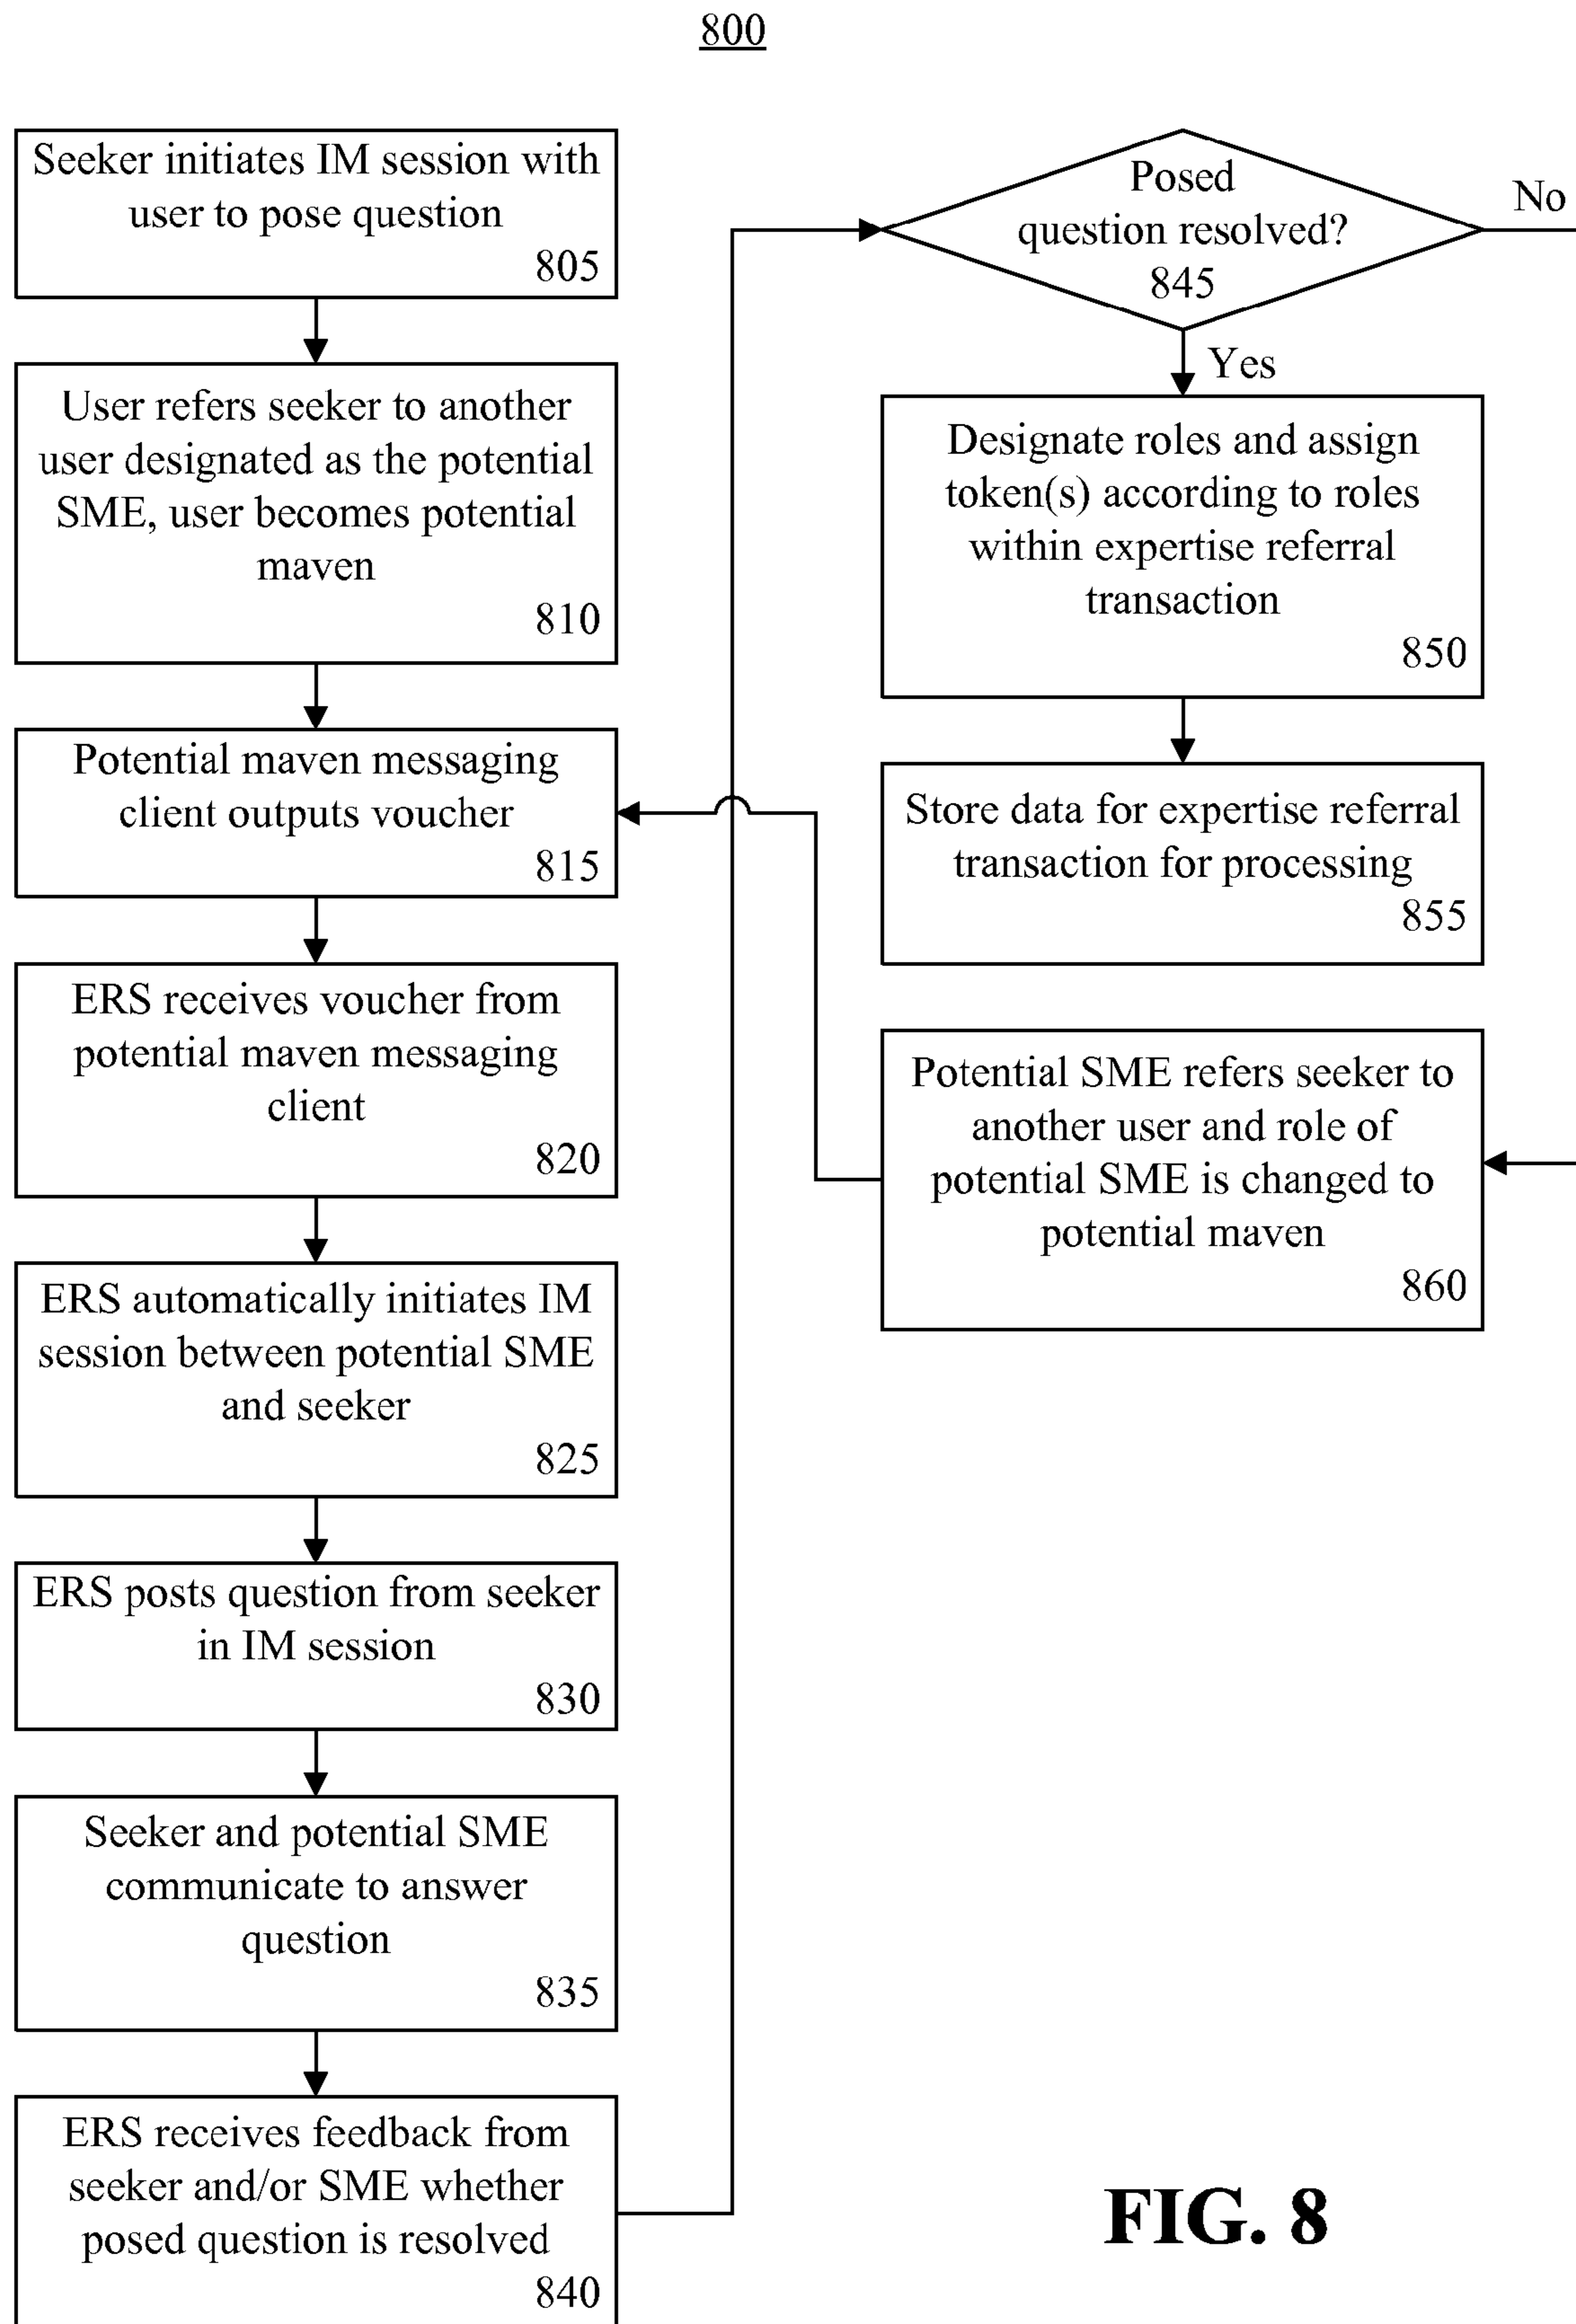 800
Seeker initiates IM session with
user to pose question
805
User refers seeker to another
user designated as the potential
SME, user becomes potential
maven
810
Potential maven messaging
client outputs voucher
815
ERS receives voucher from
potential maven messaging
client
820
ERS automatically initiates IM
session between potential SME
and seeker
825
ERS posts question from seeker
in IM session
830
Seeker and potential SME
communicate to answer
question
835
ERS receives feedback from
seeker and/or SME whether
posed question is resolved
840
Posed
question resolved?
845
No
Yes
Designate roles and assign
token(s) according to roles
within expertise referral
transaction
850
Store data for expertise referral
transaction for processing
855
Potential SME refers seeker to
another user and role of
potential SME is changed to
potential maven
860
FIG. 8